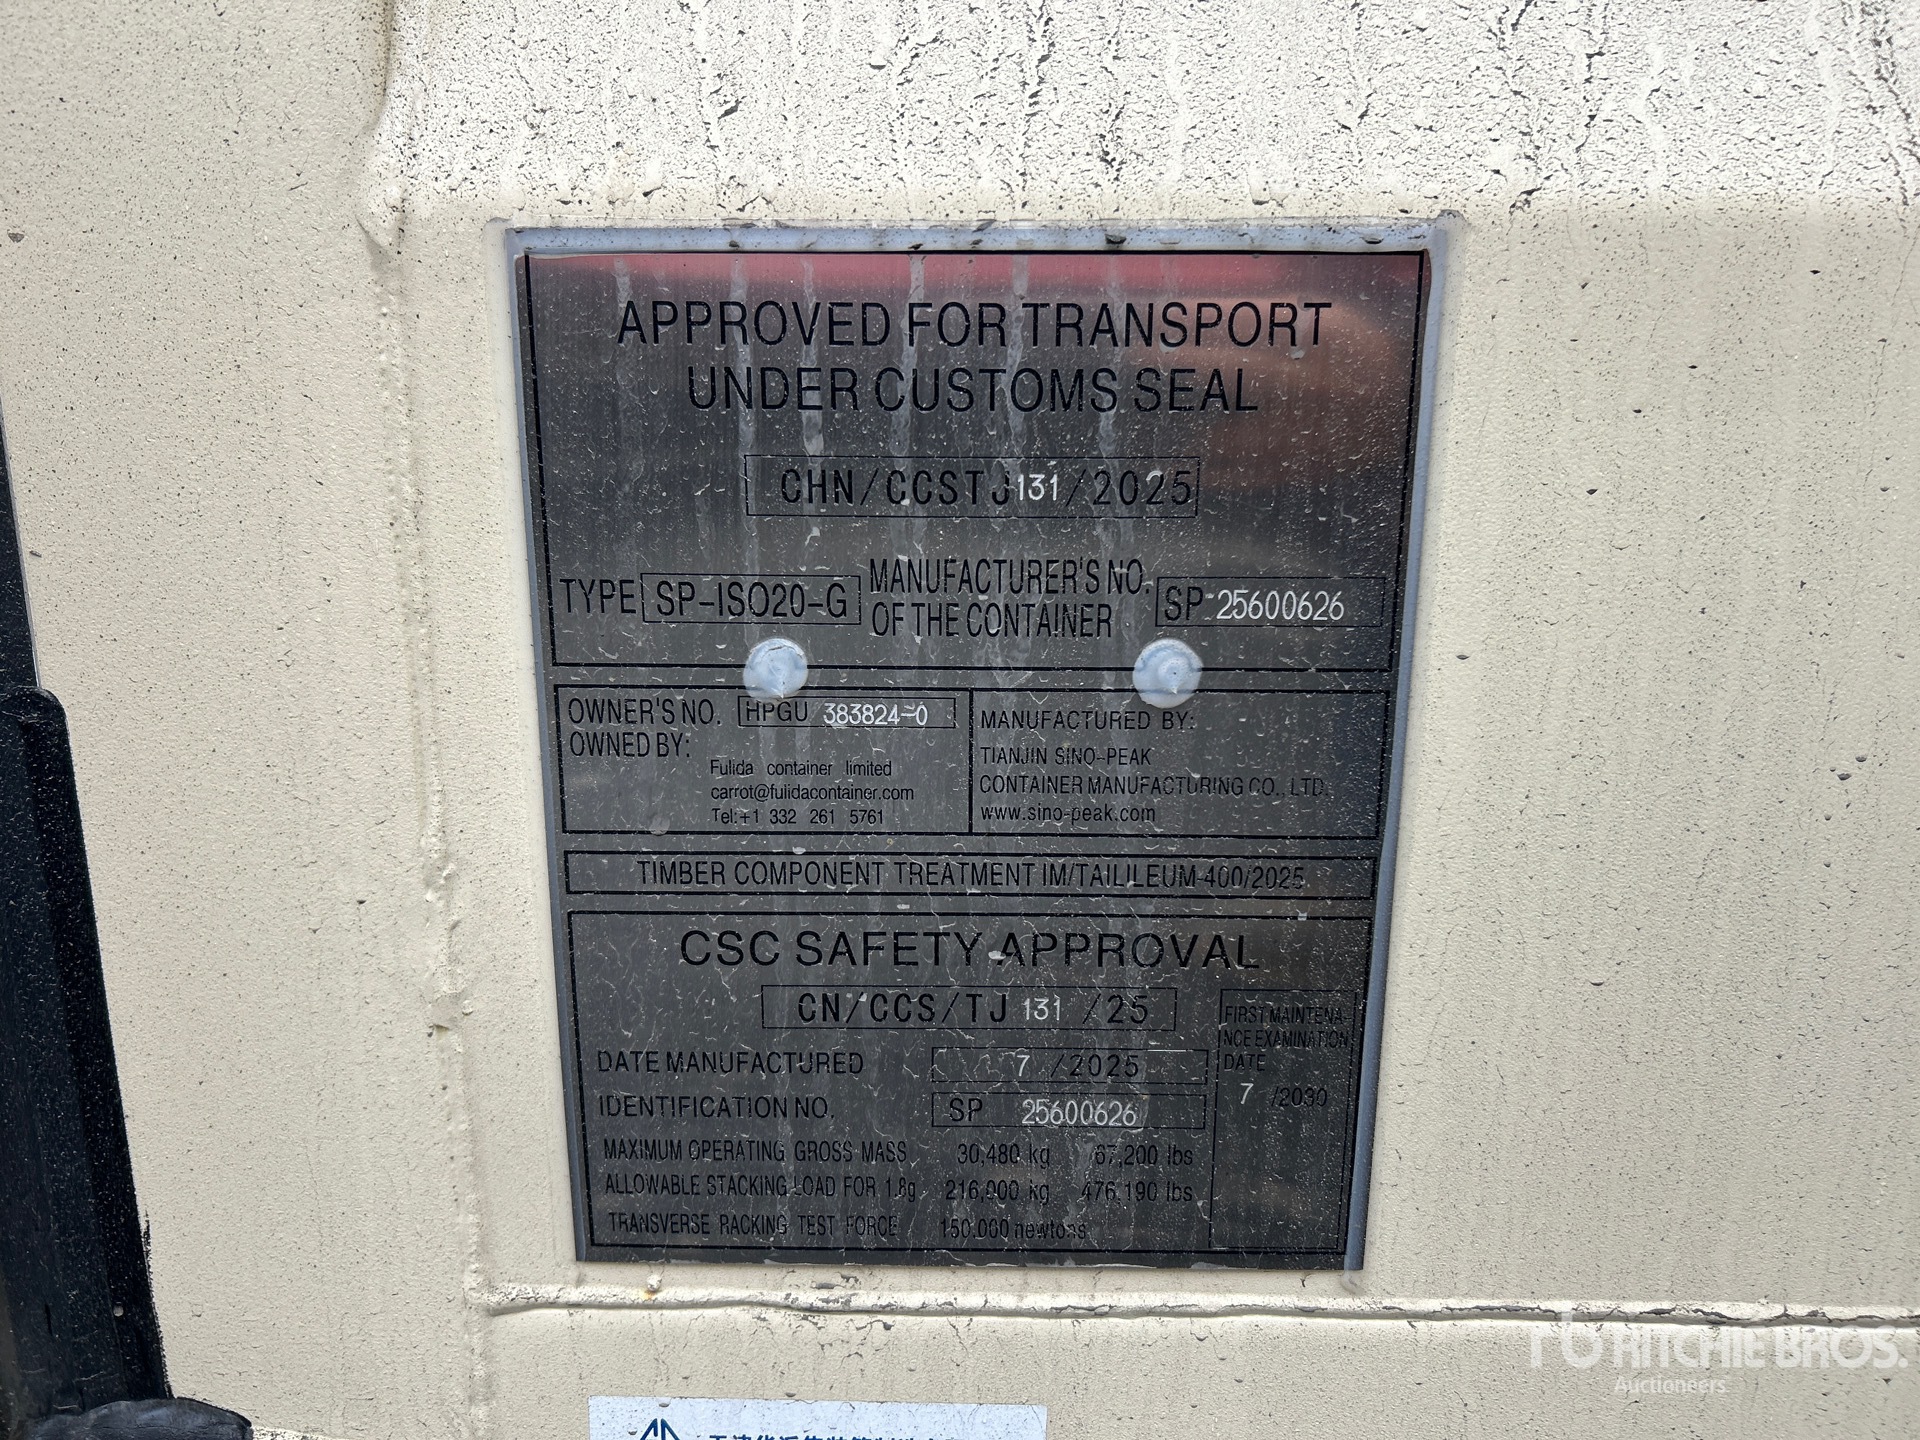 APPROVED FOR TRANSPORT
UNDER CUSTOMS SEAL
CHN/CCSTJ131/2025
TYPE SP-ISO20-G MANUFACTURER'S NO. OF THE CONTAINER SP 25600626
OWNER'S NO. HPGU 383824-0
OWNED BY:
Fulida container limited
carrot@fulidacontainer.com
Tel:+1 332 261 5761
MANUFACTURED BY:
TIANJIN SINO-PEAK
CONTAINER MANUFACTURING CO., LTD.
www.sino-peak.com
TIMBER COMPONENT TREATMENT IM/TAILILEUM-400/2025
CSC SAFETY APPROVAL
CN/CCS/TJ 131 /25
DATE MANUFACTURED 7 /2025
IDENTIFICATION NO. SP 25600626
MAXIMUM OPERATING GROSS MASS 30,480 kg 67,200 lbs
ALLOWABLE STACKING LOAD FOR 1.8g 216,000 kg 476,190 lbs
TRANSVERSE RACKING TEST FORCE 150.000 newtons
FIRST MAINTENA-
NCE EXAMINATION
DATE
7 /2030
RITCHIE BROS.
Auctioneers